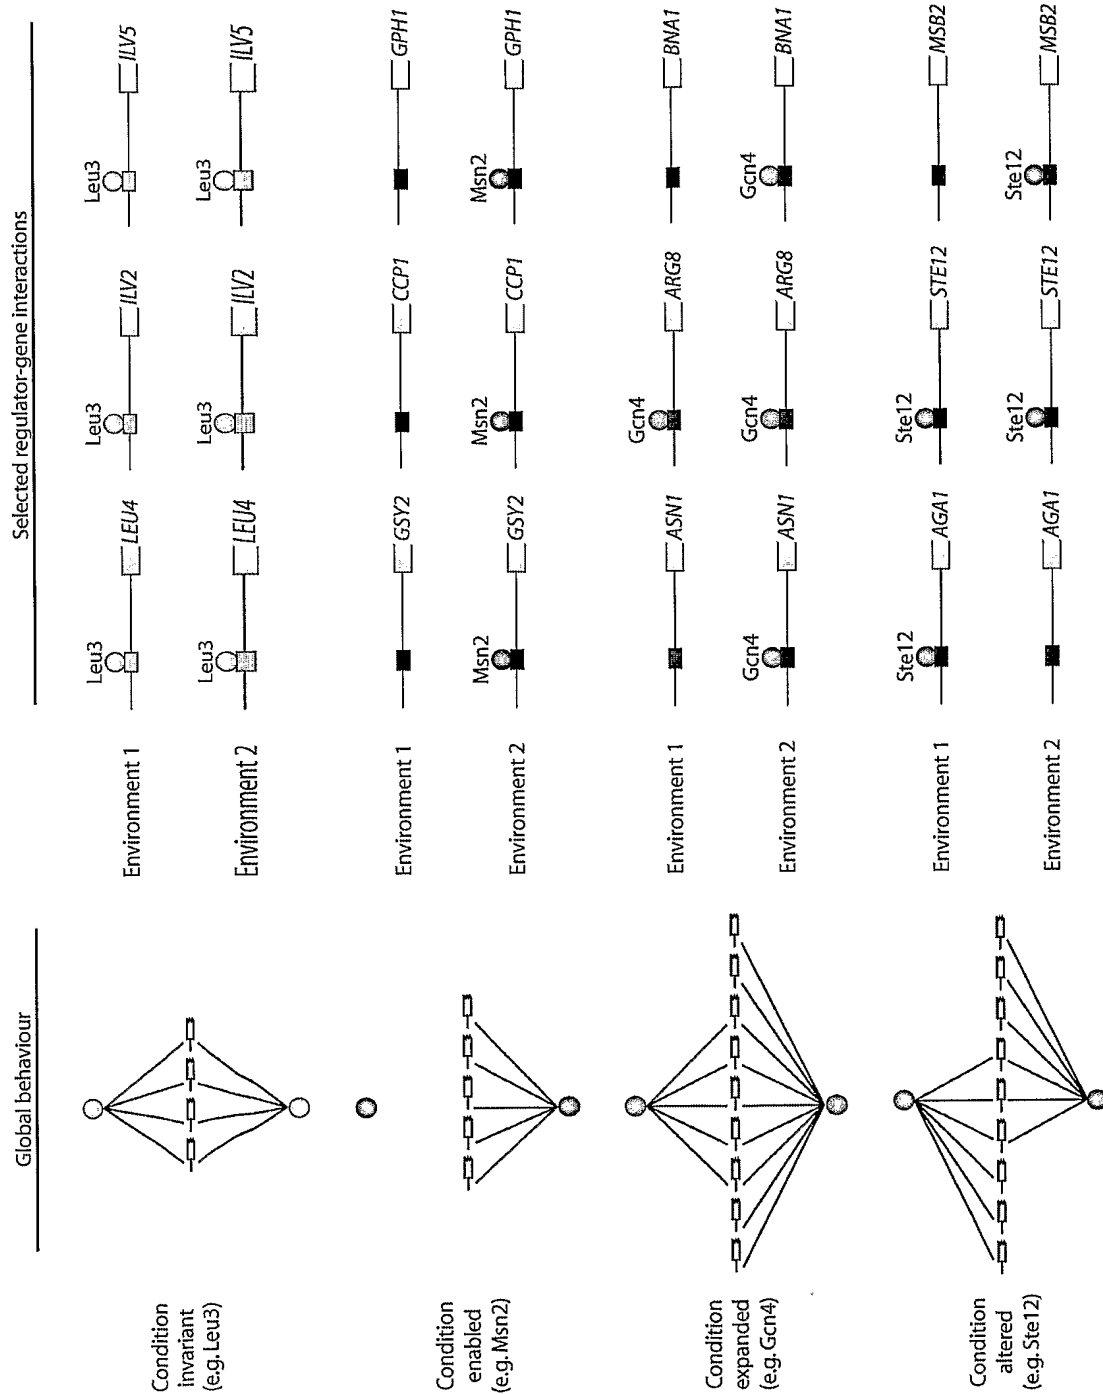 Global behaviour
Selected regulator-gene interactions
Condition
invariant
(e.g. Leu3)
Environment 1
Leu3
LEU4
Leu3
ILV2
Leu3
ILV5
Environment 2
Leu3
LEU4
Leu3
ILV2
Leu3
ILV5
Condition
enabled
(e.g. Msn2)
Environment 1
GSY2
CCP1
GPH1
Environment 2
Msn2
GSY2
Msn2
CCP1
Msn2
GPH1
Condition
expanded
(e.g. Gcn4)
Environment 1
ASN1
Gcn4
ARG8
BNA1
Environment 2
Gcn4
ASN1
Gcn4
ARG8
Gcn4
BNA1
Condition
altered
(e.g. Ste12)
Environment 1
Ste12
AGA1
Ste12
STE12
MSB2
Environment 2
AGA1
Ste12
STE12
Ste12
MSB2